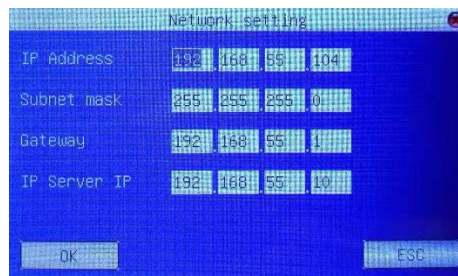 Network setting
IP Address 192 . 168 . 55 . 104
Subnet mask 255 . 255 . 255 . 0
Gateway 192 . 168 . 55 . 1
IP Server IP 192 . 168 . 55 . 10
OK ESC